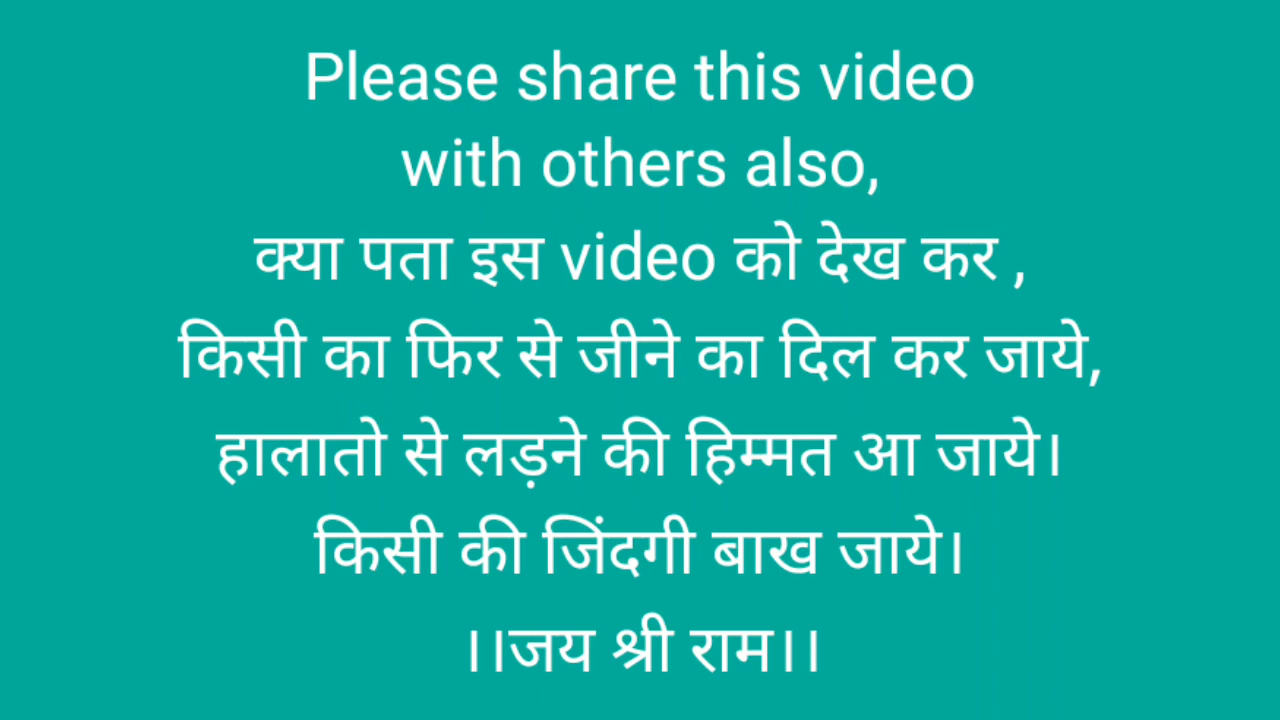 Please share this video
with others also,
क्या पता इस video को देख कर ,
किसी का फिर से जीने का दिल कर जाये,
हालातो से लड़ने की हिम्मत आ जाये।
किसी की जिंदगी बाख जाये।
।।जय श्री राम।।